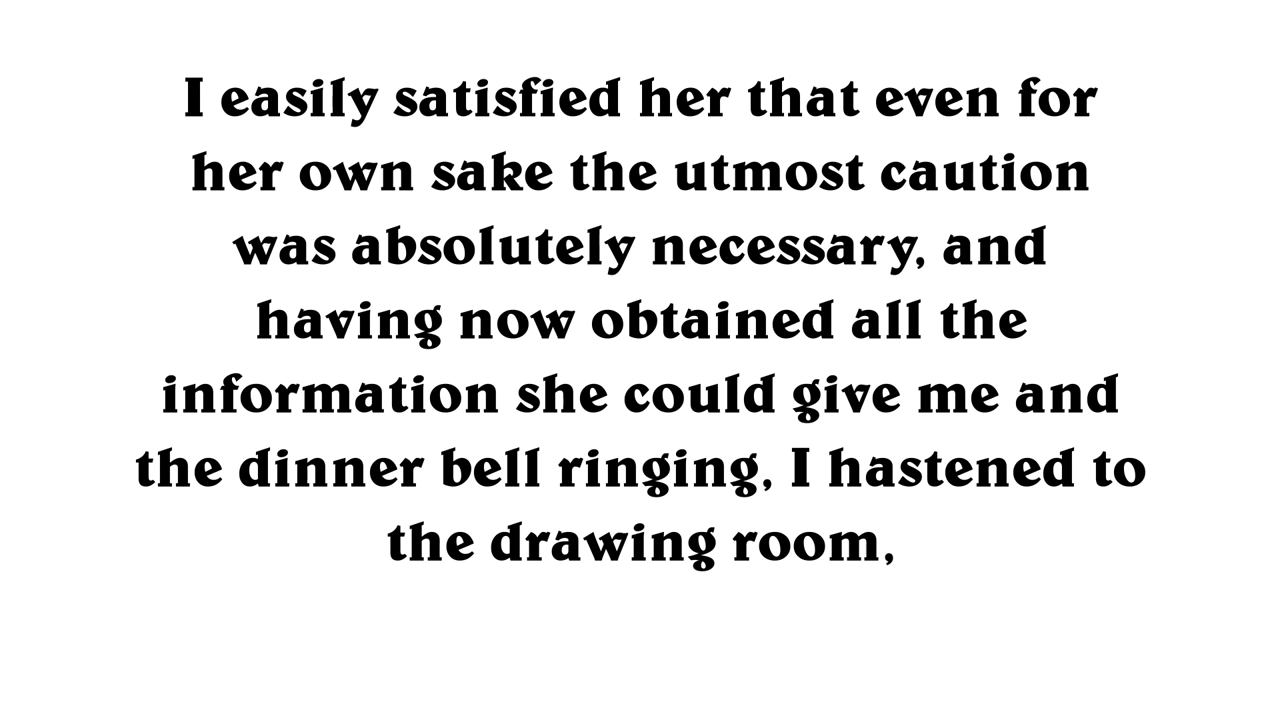 I easily satisfied her that even for
her own sake the utmost caution
was absolutely necessary, and
having now obtained all the
information she could give me and
the dinner bell ringing, I hastened to
the drawing room,